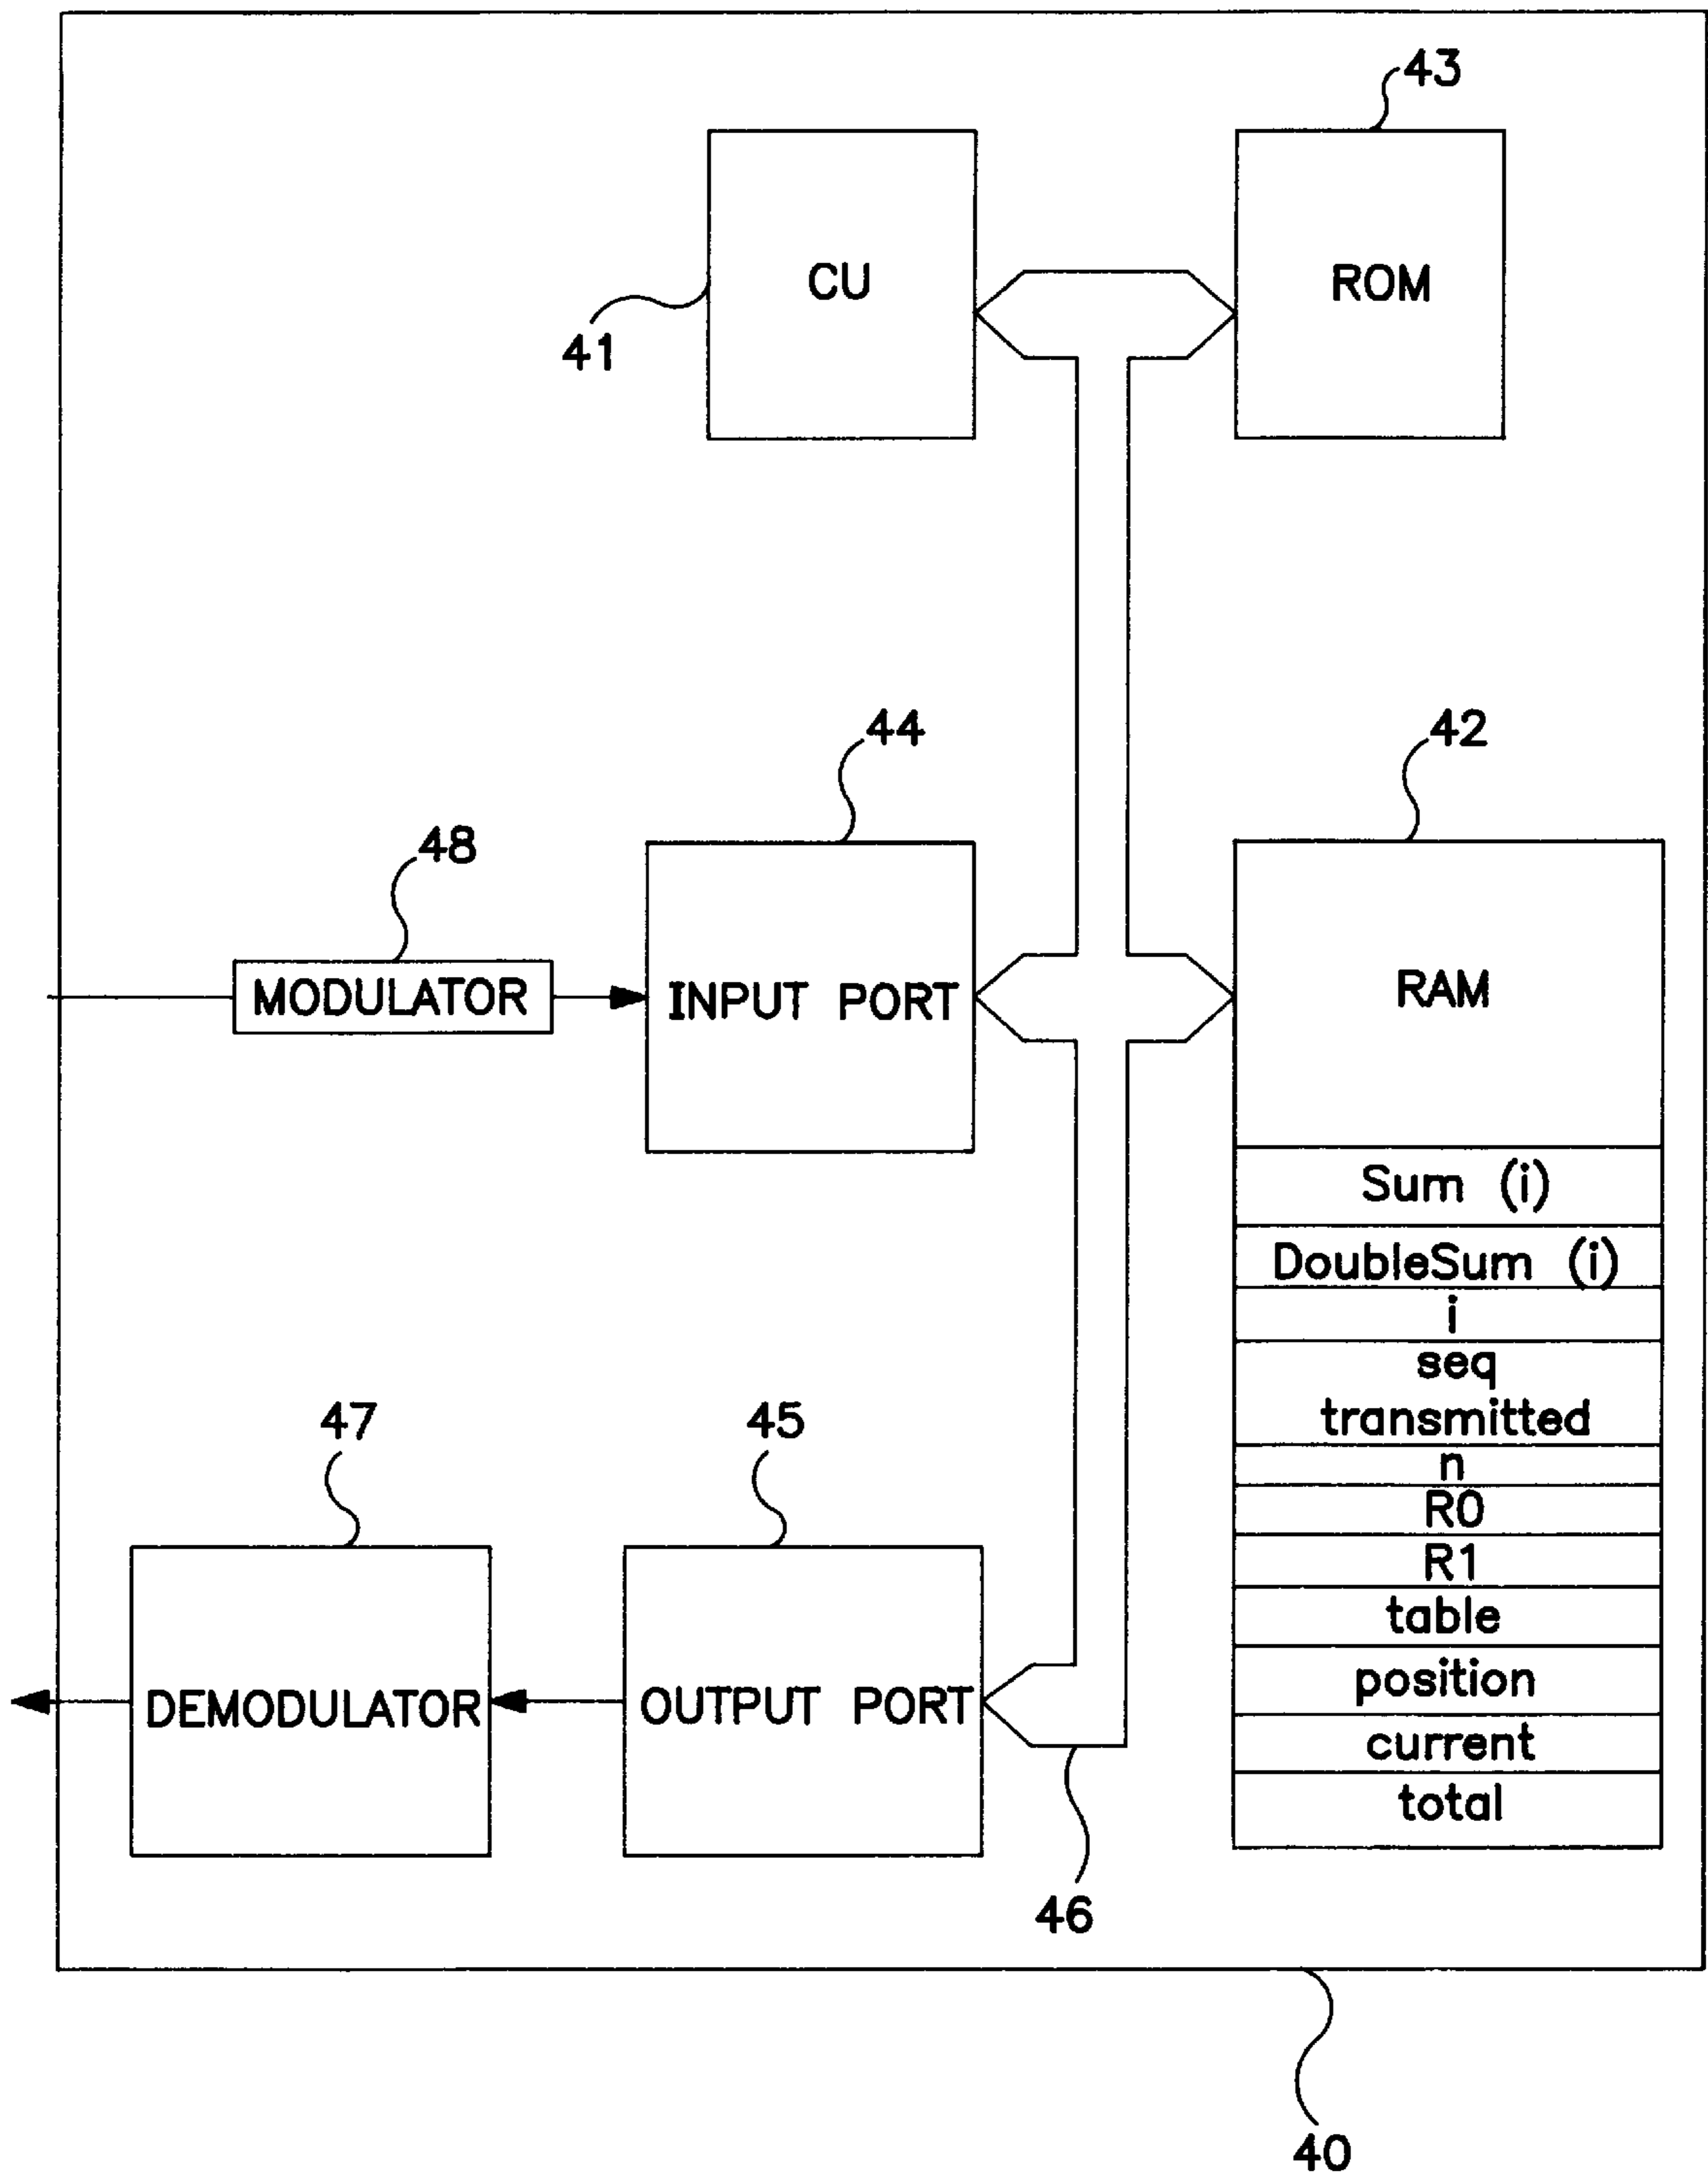 43
CU
ROM
41
44
42
48
MODULATOR
INPUT PORT
RAM
Sum (i)
DoubleSum (i)
i
seq
transmitted
n
R0
R1
table
position
current
total
47
45
DEMODULATOR
OUTPUT PORT
46
40